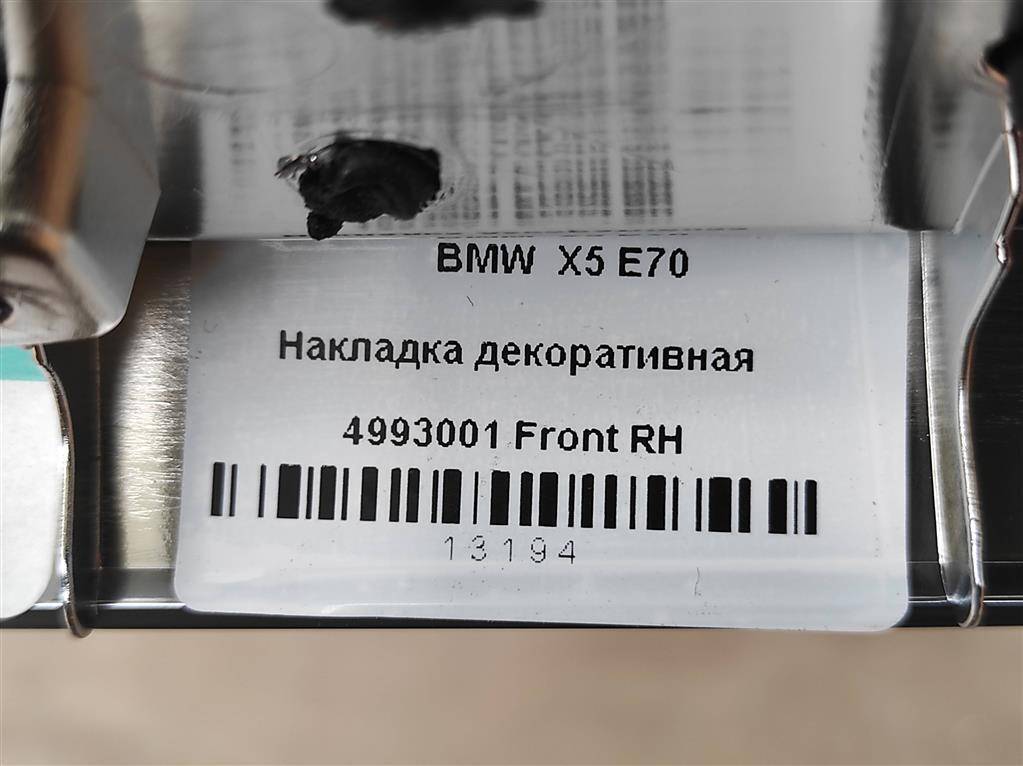 BMW X5 E70
Накладка декоративная
4993001 Front RH
13194